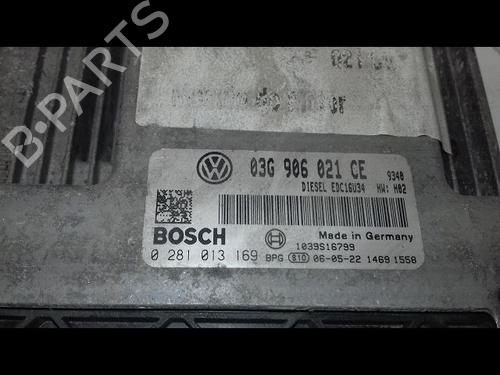 B-PARTS
03G 906 021 CE 9340
DIESEL EDC16U34 HW: H02
BOSCH
Made in Germany
1039S16799
0 281 013 169 BPG 810 06-05-22 1469 1558